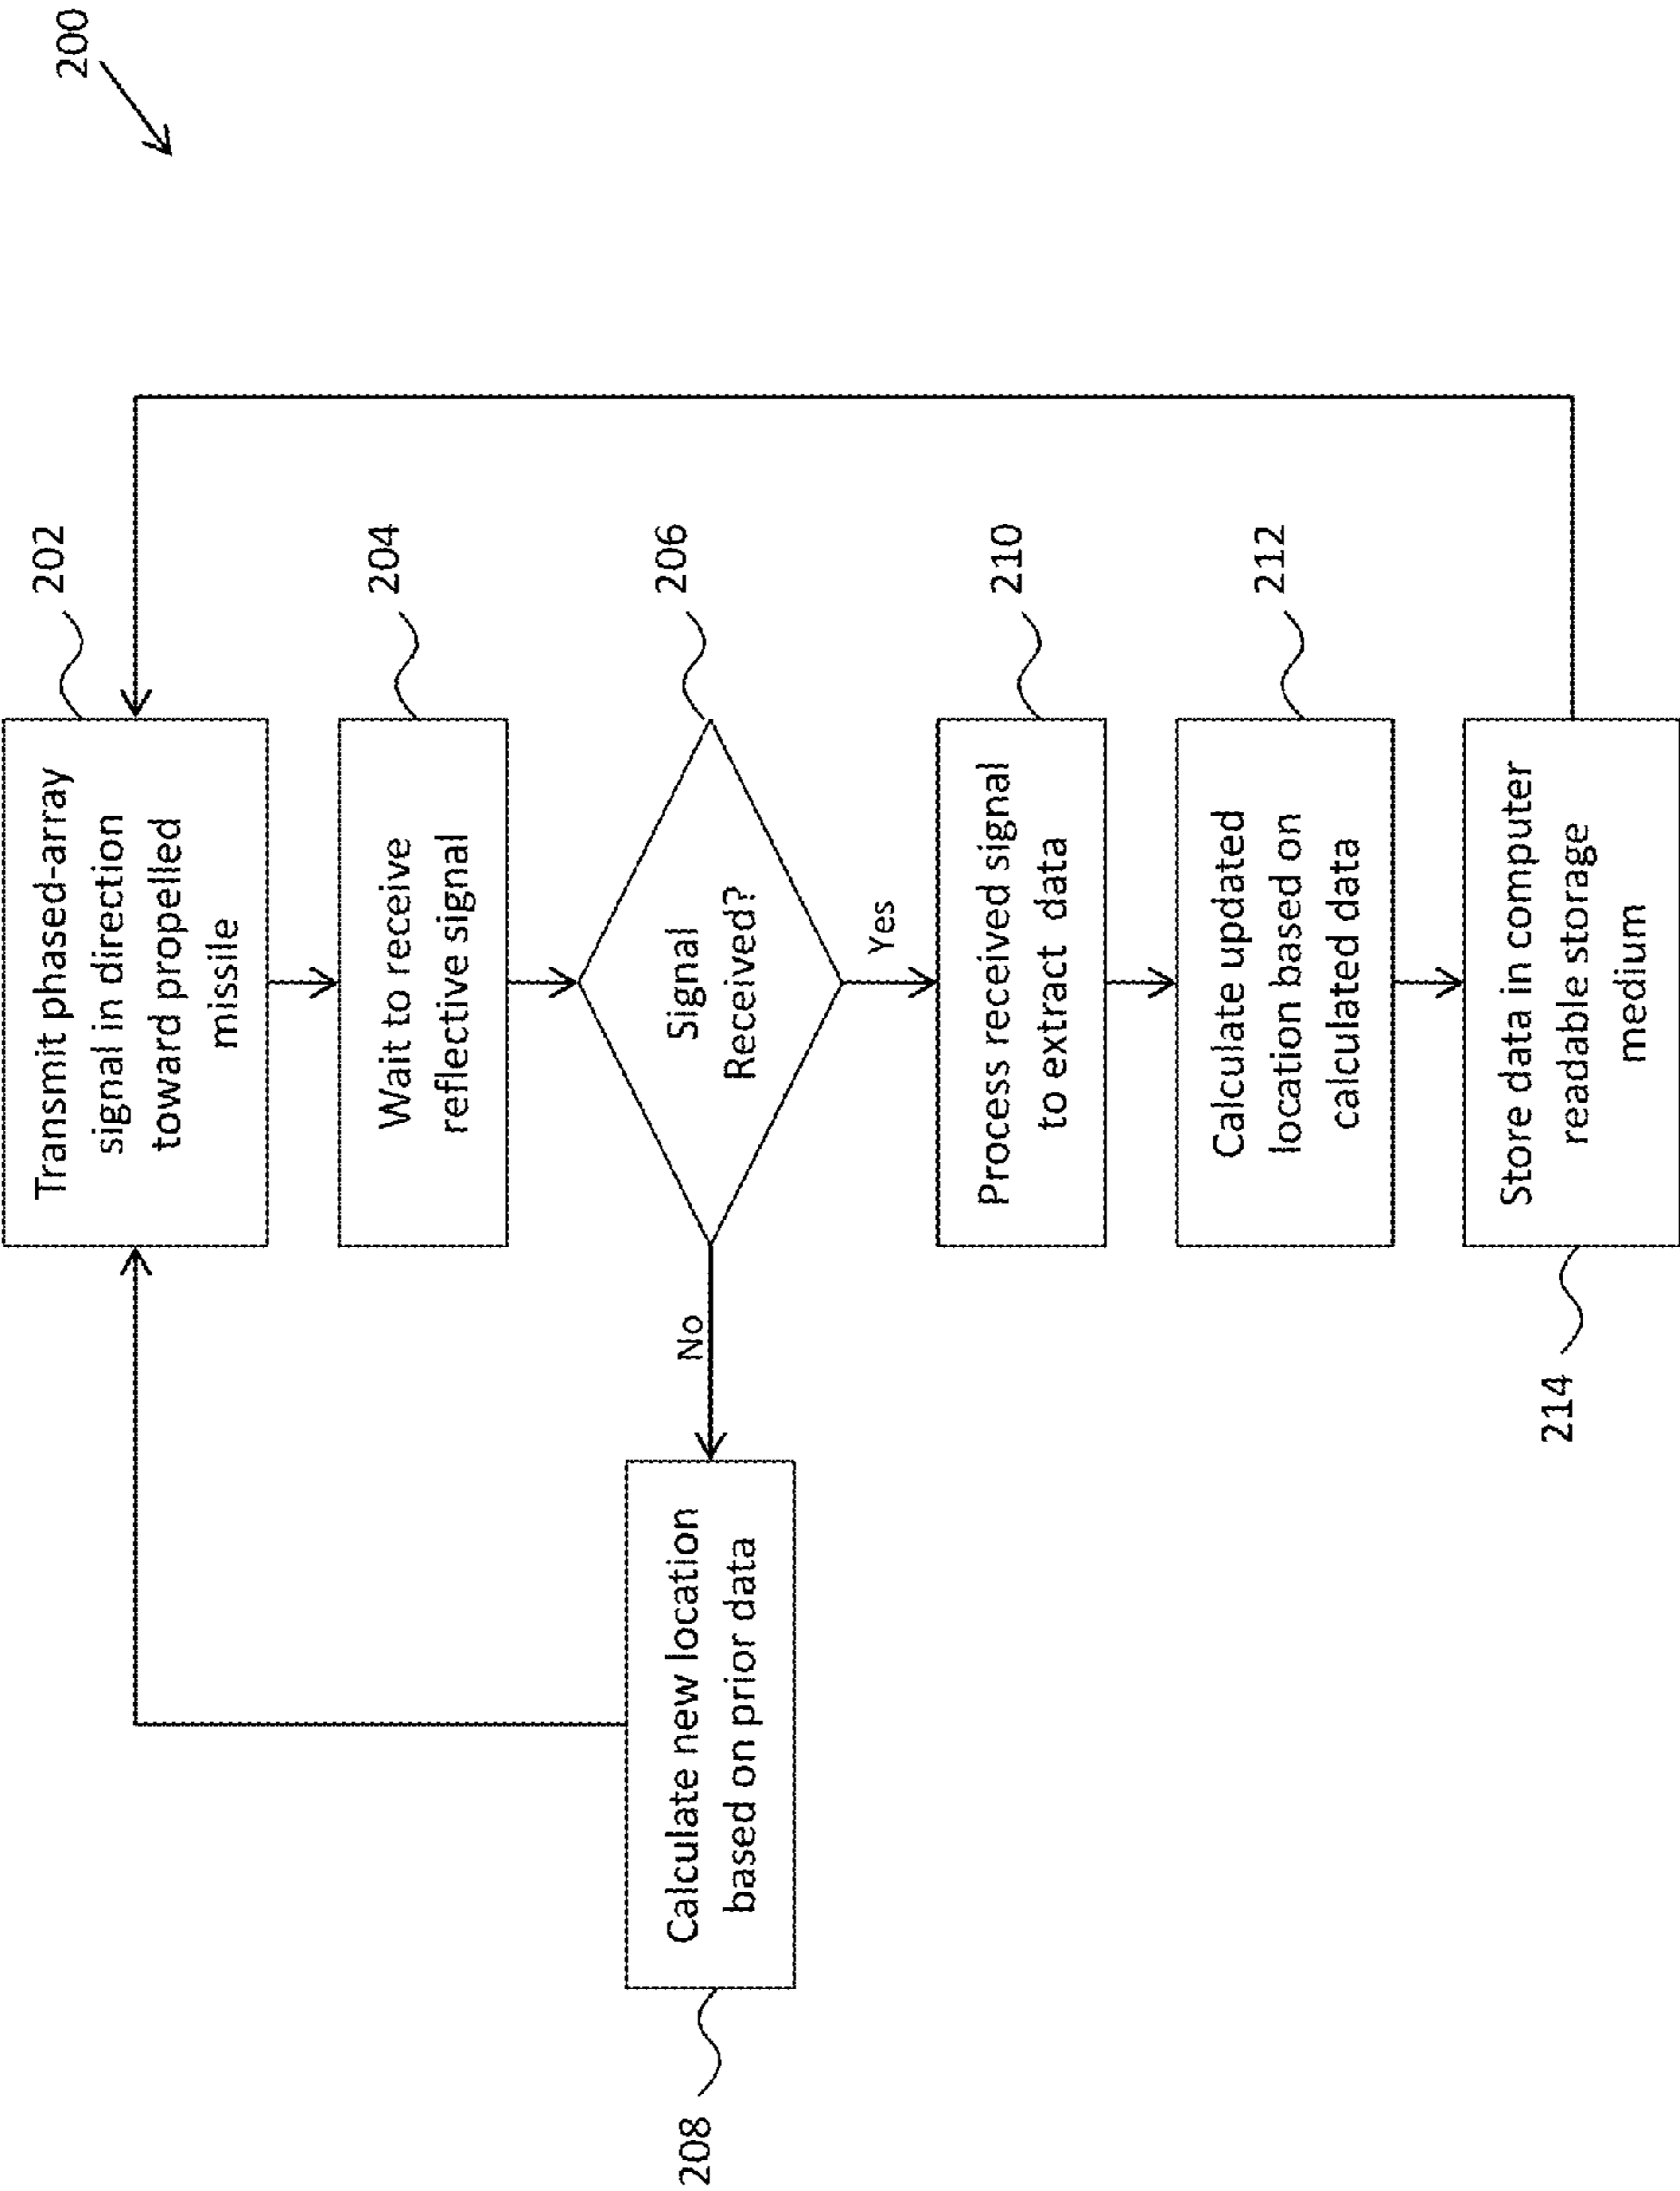 200
Transmit phased-array
signal in direction
toward propelled
missile
202
Wait to receive
reflective signal
204
Signal
Received?
206
No
Calculate new location
based on prior data
208
Yes
Process received signal
to extract data
210
Calculate updated
location based on
calculated data
212
Store data in computer
readable storage
medium
214